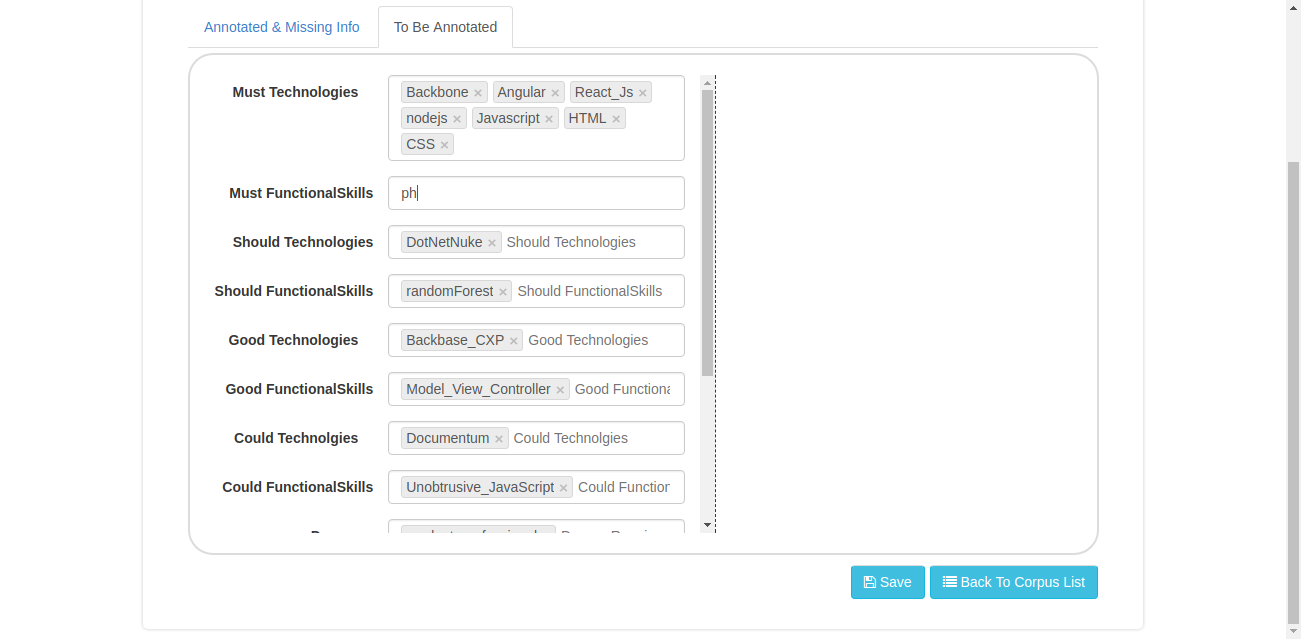 Annotated & Missing Info To Be Annotated
Must Technologies Backbone × Angular × React_Js ×
nodejs × Javascript × HTML ×
CSS ×
Must FunctionalSkills ph
Should Technologies DotNetNuke × Should Technologies
Should FunctionalSkills randomForest × Should FunctionalSkills
Good Technologies Backbase_CXP × Good Technologies
Good FunctionalSkills Model_View_Controller × Good Functiona
Could Technolgies Documentum × Could Technolgies
Could FunctionalSkills Unobtrusive_JavaScript × Could Function
Save Back To Corpus List